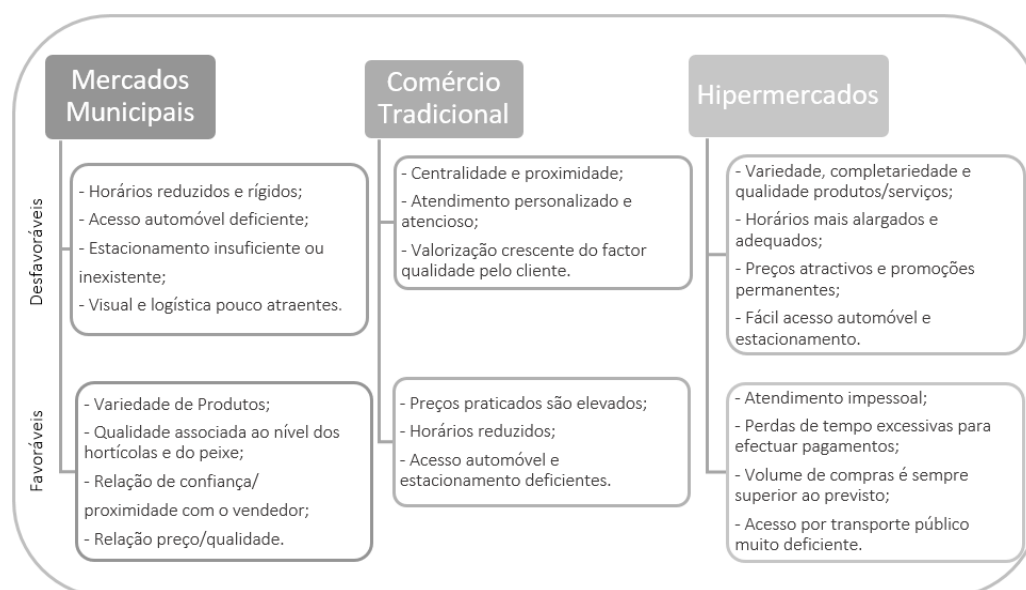 Mercados
Municipais
Comércio
Tradicional
Hipermercados
Desfavoráveis
- Horários reduzidos e rígidos;
- Acesso automóvel deficiente;
- Estacionamento insuficiente ou
inexistente;
- Visual e logística pouco atraentes.
- Centralidade e proximidade;
- Atendimento personalizado e
atencioso;
- Valorização crescente do factor
qualidade pelo cliente.
- Variedade, completariedade e
qualidade produtos/serviços;
- Horários mais alargados e
adequados;
- Preços atractivos e promoções
permanentes;
- Fácil acesso automóvel e
estacionamento.
Favoráveis
- Variedade de Produtos;
- Qualidade associada ao nível dos
hortícolas e do peixe;
- Relação de confiança/
proximidade com o vendedor;
- Relação preço/qualidade.
- Preços praticados são elevados;
- Horários reduzidos;
- Acesso automóvel e
estacionamento deficientes.
- Atendimento impessoal;
- Perdas de tempo excessivas para
efectuar pagamentos;
- Volume de compras é sempre
superior ao previsto;
- Acesso por transporte público
muito deficiente.